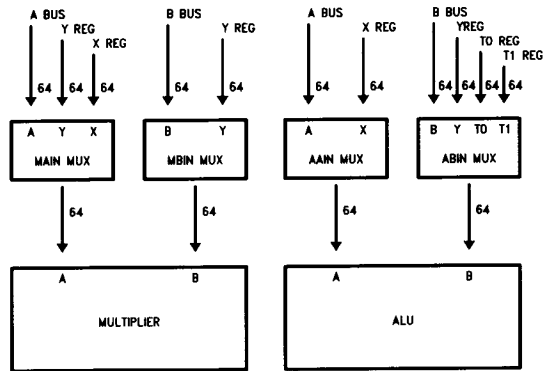 A BUS
Y REG
X REG
B BUS
Y REG
A BUS
X REG
B BUS
YREG
TO REG
T1 REG
64 64 64 64 64 64 64 64 64 64 64
A Y X B Y A X B Y TO T1
MAIN MUX MBIN MUX AAIN MUX ABIN MUX
64 64 64 64
A B A B
MULTIPLIER ALU